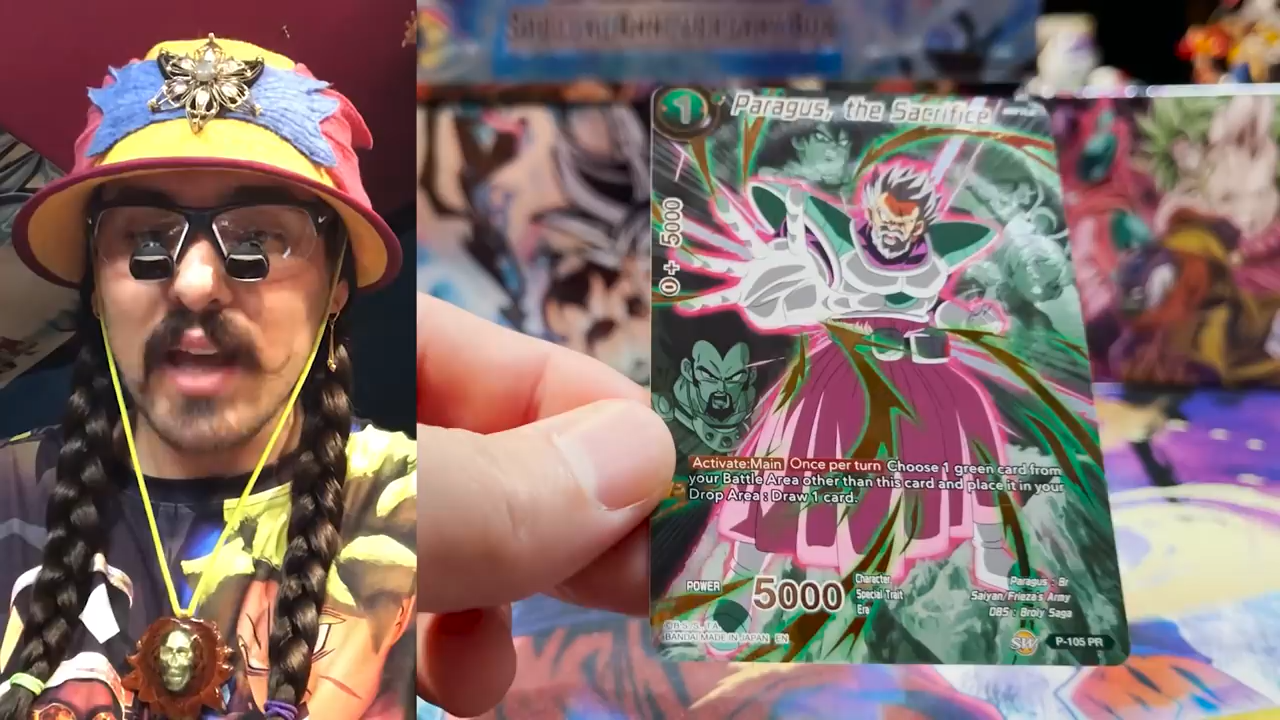 1 Paragus, the Sacrifice
0 + 5000
Activate:Main Once per turn Choose 1 green card from
your Battle Area other than this card and place it in your
Drop Area : Draw 1 card.
POWER 5000
Character Paragus : Br
Special Trait Saiyan/Frieza's Army
Era DBS : Broly Saga
BANDAI MADE IN JAPAN EN
SW P-105 PR